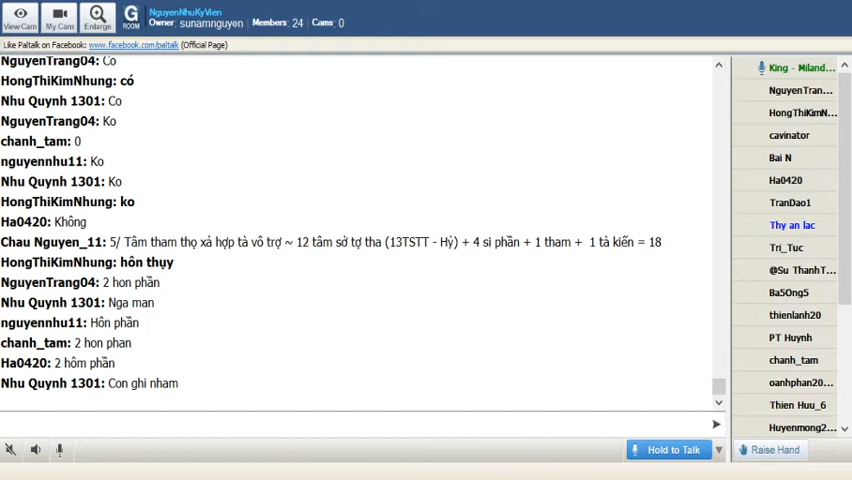 View Cam
My Cam
Enlarge
G
ROOM
NguyenNhuKyVien
Owner: sunamnguyen Members: 24 Cams: 0
Like Paltalk on Facebook: www.facebook.com/paltalk (Official Page)
NguyenTrang04: Co
HongThiKimNhung: có
Nhu Quynh 1301: Co
NguyenTrang04: Ko
chanh_tam: 0
nguyennhu11: Ko
Nhu Quynh 1301: Ko
HongThiKimNhung: ko
Ha0420: Không
Chau Nguyen_11: 5/ Tâm tham thọ xả hợp tà vô trợ ~ 12 tâm sở tợ tha (13TSTT - Hỷ) + 4 si phần + 1 tham + 1 tà kiến = 18
HongThiKimNhung: hôn thụy
NguyenTrang04: 2 hon phần
Nhu Quynh 1301: Nga man
nguyennhu11: Hôn phần
chanh_tam: 2 hon phan
Ha0420: 2 hôm phần
Nhu Quynh 1301: Con ghi nham
King - Miland...
NguyenTran...
HongThiKimN...
cavinator
Bai N
Ha0420
TranDao1
Thy an lac
Tri_Tuc
@Su ThanhT...
Ba5Ong5
thienlanh20
PT Huynh
chanh_tam
oanhphan20...
Thien Huu_6
Huyenmong2...
Hold to Talk
Raise Hand